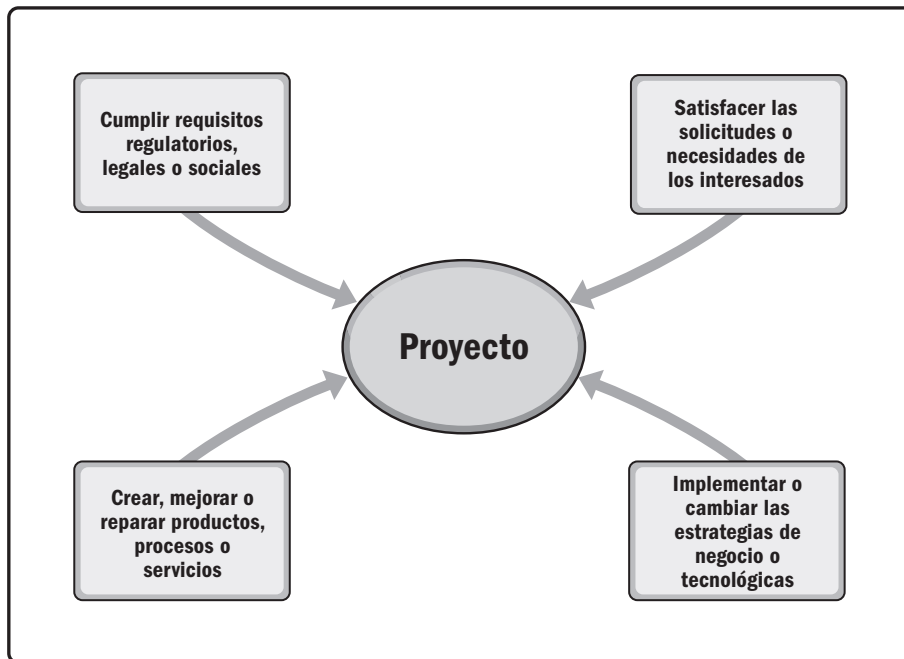 Cumplir requisitos
regulatorios,
legales o sociales
Satisfacer las
solicitudes o
necesidades de
los interesados
Proyecto
Crear, mejorar o
reparar productos,
procesos o
servicios
Implementar o
cambiar las
estrategias de
negocio o
tecnológicas